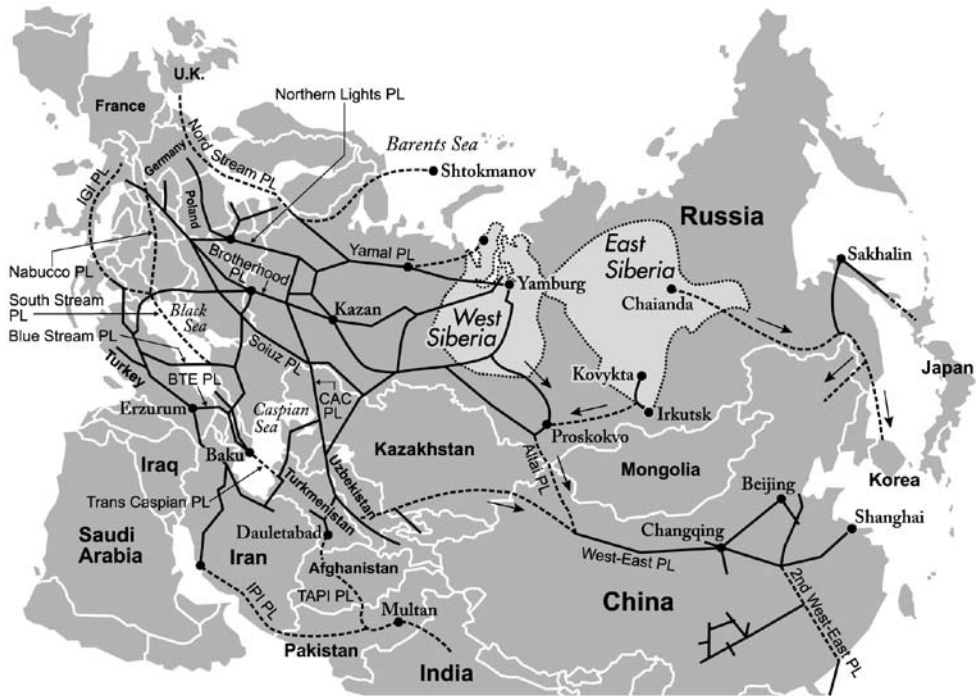 U.K.
France
Northern Lights PL
Germany
Nord Stream PL
Barents Sea
Shtokmanov
IGI PL
Poland
Russia
Brotherhood
PL
Yamal PL
East
Siberia
Sakhalin
Nabucco PL
Yamburg
Chaianda
South Stream
PL
Black
Sea
Kazan
West
Siberia
Blue Stream PL
Soiuz PL
Turkey
BTE PL
CAC
PL
Kovykta
Japan
Erzurum
Caspian
Sea
Irkutsk
Kazakhstan
Proskokvo
Iraq
Baku
Uzbekistan
Altai PL
Mongolia
Korea
Trans Caspian PL
Turkmenistan
Beijing
Saudi
Arabia
Dauletabad
Changqing
Shanghai
Iran
Afghanistan
West-East PL
IPI PL
TAPI PL
Multan
China
2nd West-East PL
Pakistan
India